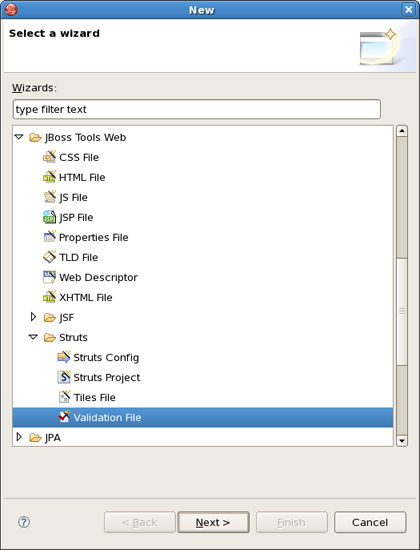 New
Select a wizard
Wizards:
type filter text
JBoss Tools Web
CSS File
HTML File
JS File
JSP File
Properties File
TLD File
Web Descriptor
XHTML File
JSF
Struts
Struts Config
Struts Project
Tiles File
Validation File
JPA
? < Back Next > Finish Cancel